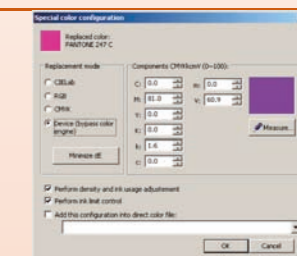 Special color configuration
Replaced color:
PANTONE 247 C
Replacement mode
CIELab
RGB
CMYK
Device (bypass color engine)
Minimize dE
Components CMYKcmV (0~100):
C: 0.0
m: 0.0
M: 81.0
v: 60.9
Y: 0.0
K: 0.0
k: 1.6
c: 0.0
Measure...
Perform density and ink usage adjustement
Perform ink limit control
Add this configuration into direct color file:
OK
Cancel